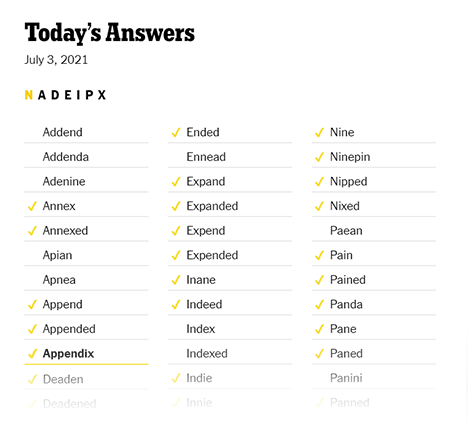 Today's Answers
July 3, 2021
NADEIPX
Addend
Addenda
Adenine
Annex
Annexed
Apian
Apnea
Append
Appended
Appendix
Deaden
Deadened
Ended
Ennead
Expand
Expanded
Expend
Expended
Inane
Indeed
Index
Indexed
Indie
Innie
Nine
Ninepin
Nipped
Nixed
Paean
Pain
Pained
Panda
Pane
Paned
Panini
Panned